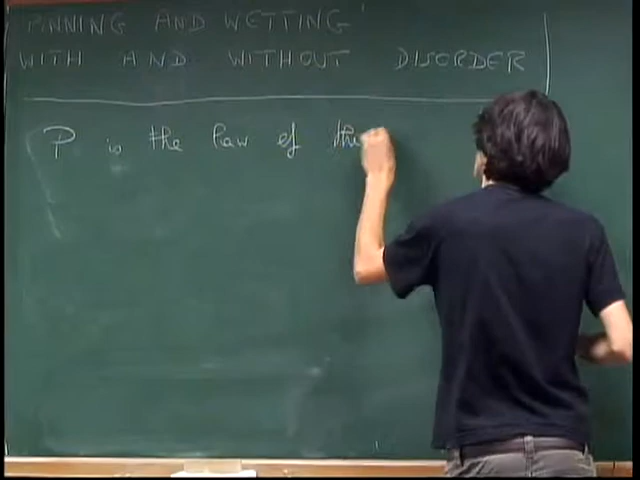 PINNING AND WETTING
WITH AND WITHOUT DISORDER
P is the law of the